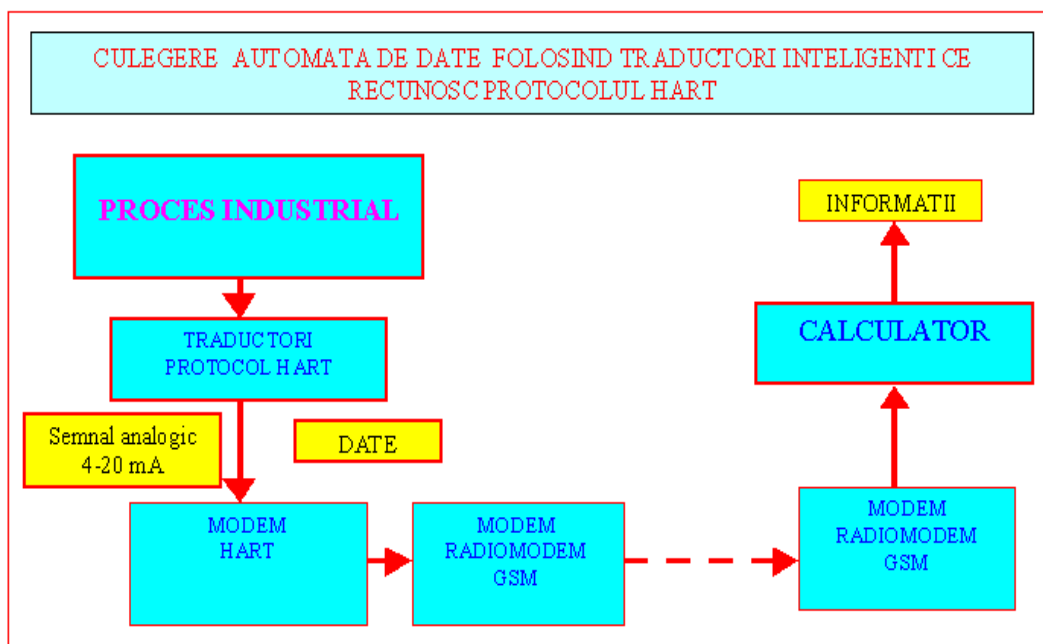 CULEGERE AUTOMATA DE DATE FOLOSIND TRADUCTORI INTELIGENTI CE
RECUNOSC PROTOCOLUL HART
PROCES INDUSTRIAL
TRADUCTORI
PROTOCOL HART
Semnal analogic
4-20 mA
DATE
MODEM
HART
MODEM
RADIOMODEM
GSM
MODEM
RADIOMODEM
GSM
CALCULATOR
INFORMATII